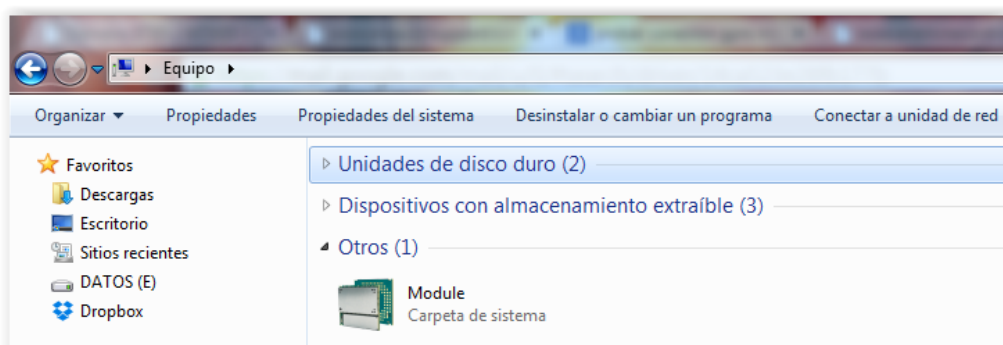 Equipo
Organizar Propiedades Propiedades del sistema Desinstalar o cambiar un programa Conectar a unidad de red
Favoritos
Descargas
Escritorio
Sitios recientes
DATOS (E)
Dropbox
Unidades de disco duro (2)
Dispositivos con almacenamiento extraíble (3)
Otros (1)
Module
Carpeta de sistema